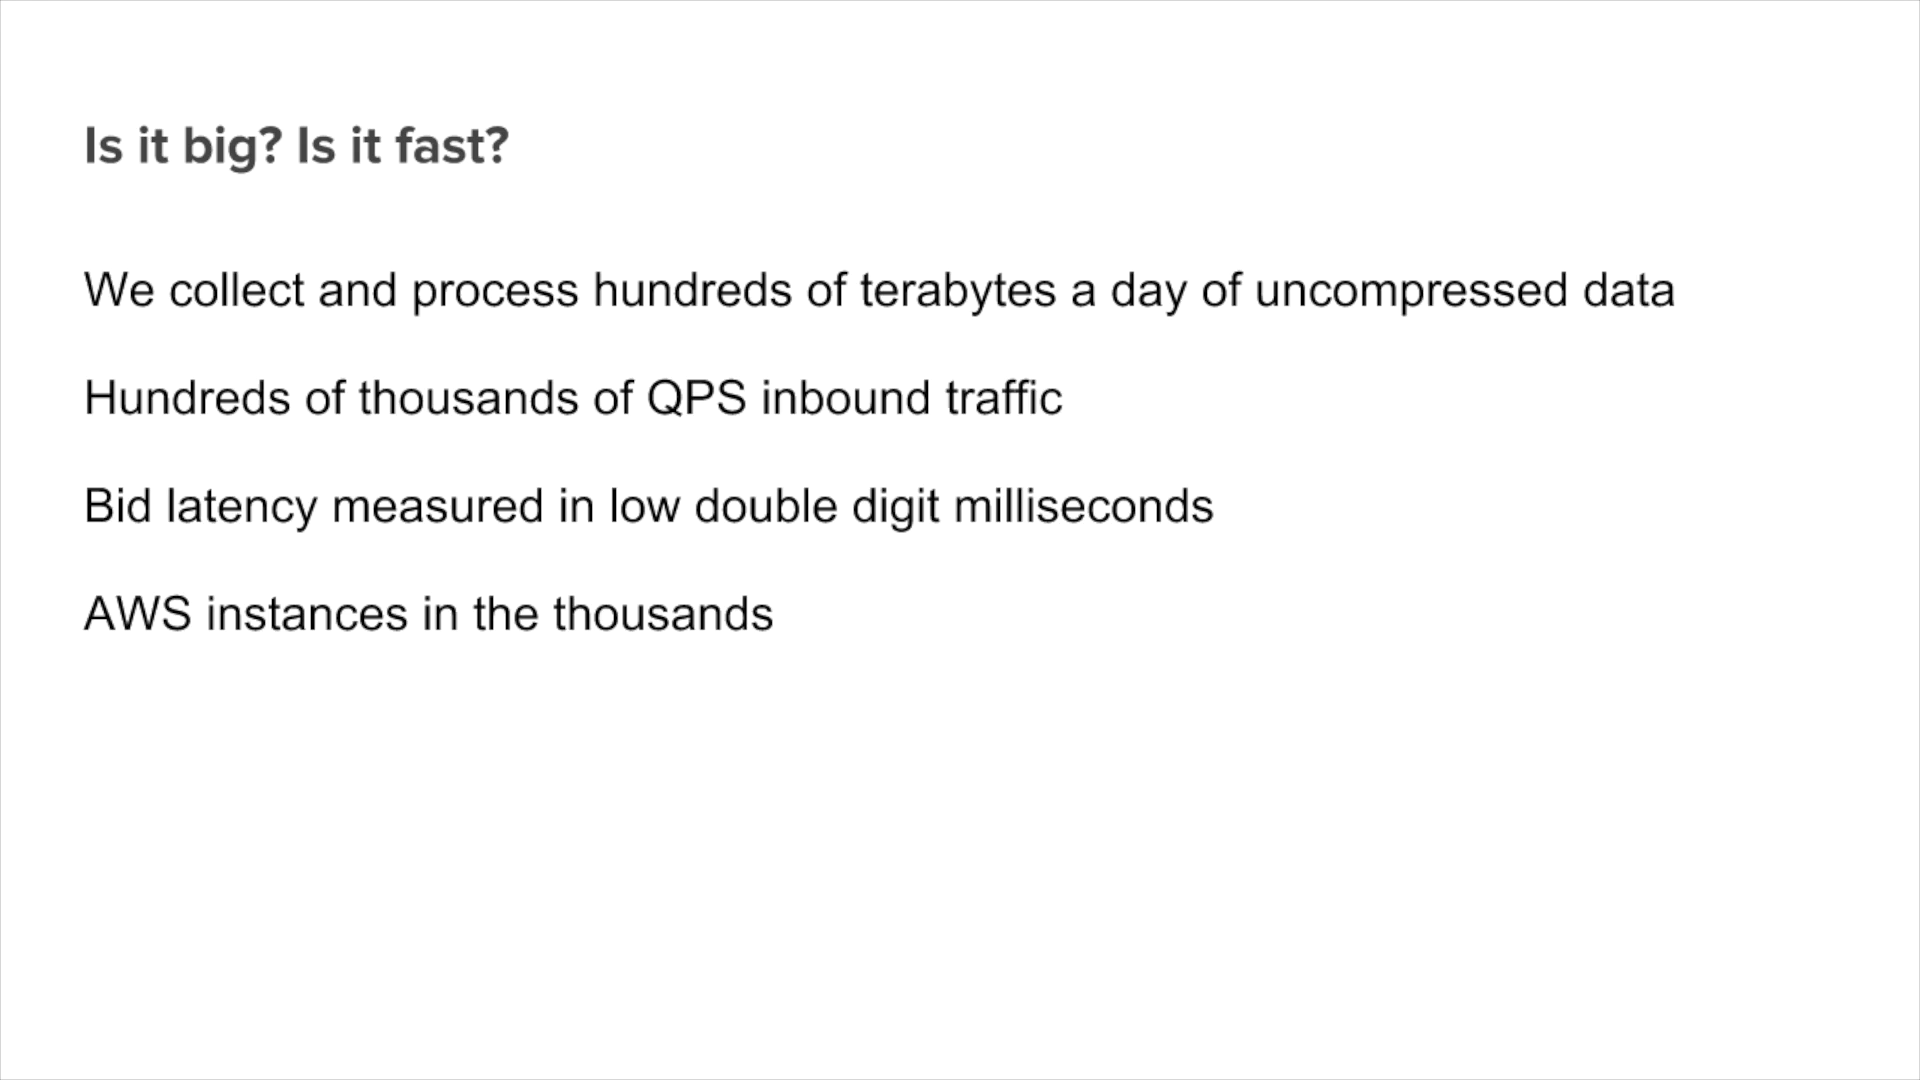 Is it big? Is it fast?
We collect and process hundreds of terabytes a day of uncompressed data
Hundreds of thousands of QPS inbound traffic
Bid latency measured in low double digit milliseconds
AWS instances in the thousands